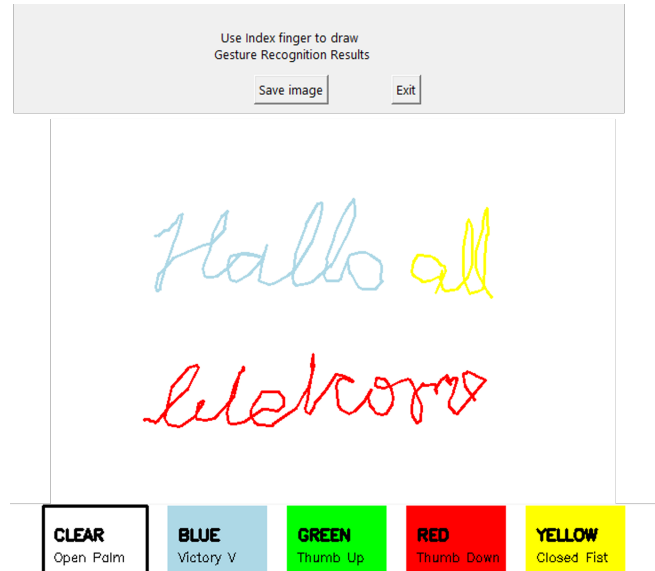 Use Index finger to draw
Gesture Recognition Results
Save image Exit
Hallo all
CLEAR BLUE GREEN RED YELLOW
Open Palm Victory V Thumb Up Thumb Down Closed Fist